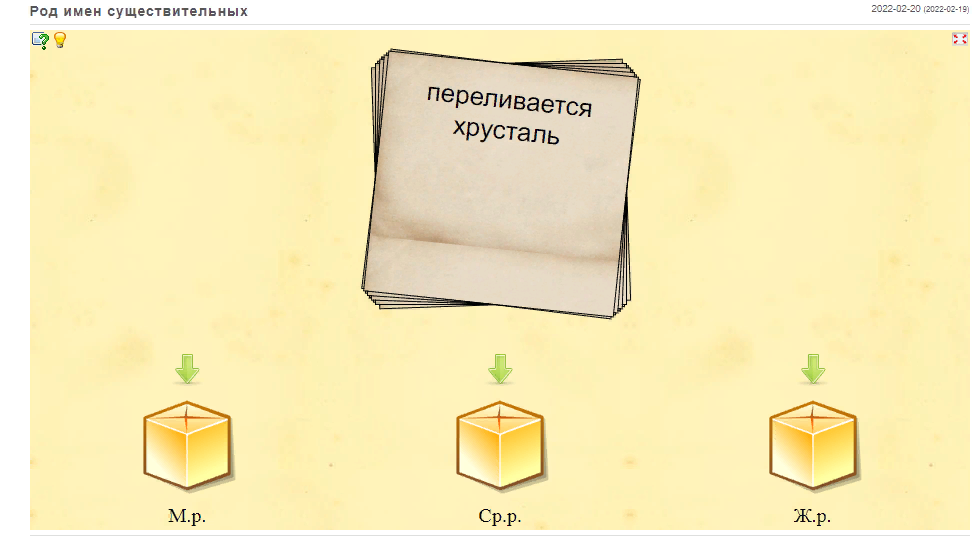 Род имен существительных
2022-02-20 (2022-02-19)
переливается
хрусталь
М.р.
Ср.р.
Ж.р.